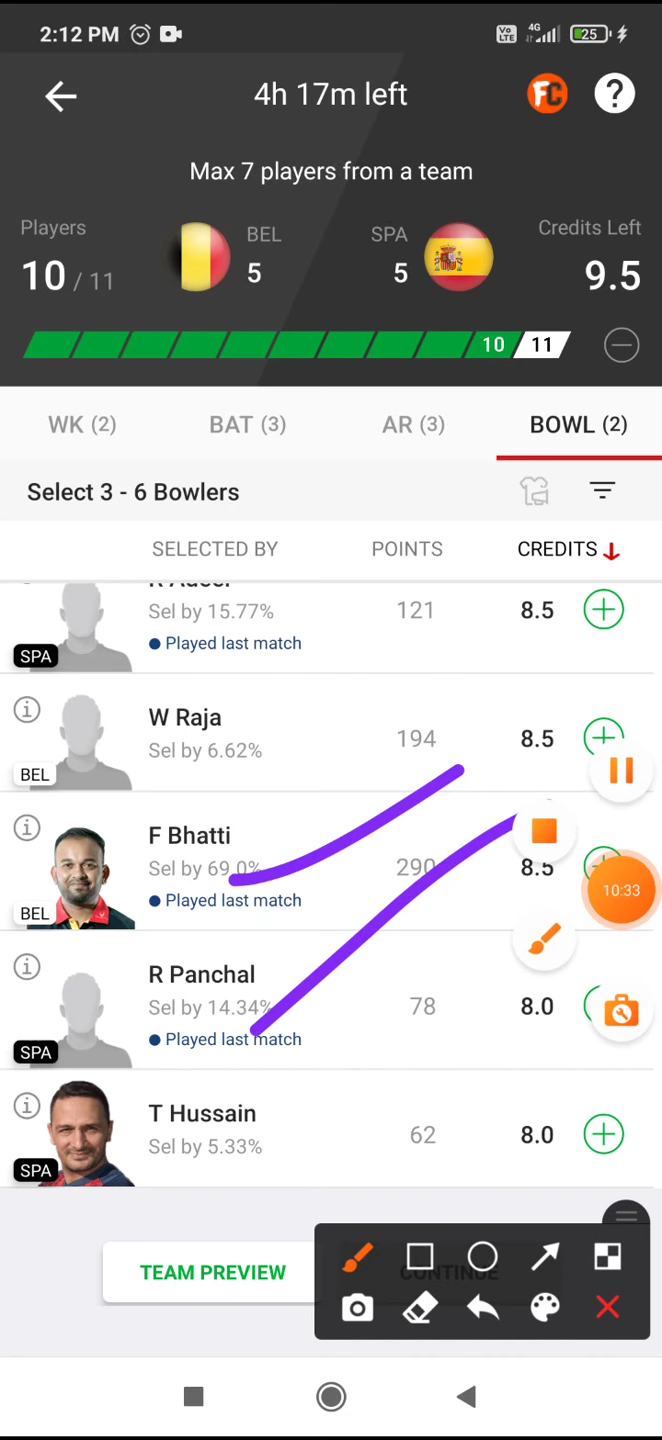 2:12 PM
Vo LTE 4G 25
4h 17m left
FC ?
Max 7 players from a team
Players BEL SPA Credits Left
10 / 11 5 5 9.5
10 11
WK (2) BAT (3) AR (3) BOWL (2)
Select 3 - 6 Bowlers
SELECTED BY POINTS CREDITS
Sel by 15.77% 121 8.5
Played last match
SPA
W Raja
Sel by 6.62% 194 8.5
BEL
F Bhatti
Sel by 69.0% 290 8.5
Played last match
BEL
10:33
R Panchal
Sel by 14.34% 78 8.0
Played last match
SPA
T Hussain
Sel by 5.33% 62 8.0
SPA
TEAM PREVIEW CONTINUE